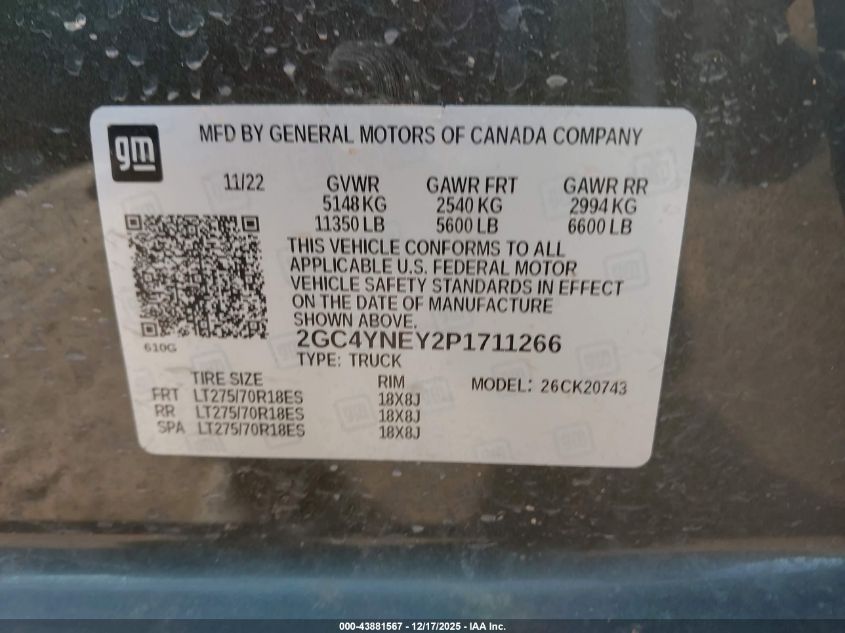 gm
MFD BY GENERAL MOTORS OF CANADA COMPANY
11/22 GVWR GAWR FRT GAWR RR
5148 KG 2540 KG 2994 KG
11350 LB 5600 LB 6600 LB
THIS VEHICLE CONFORMS TO ALL
APPLICABLE U.S. FEDERAL MOTOR
VEHICLE SAFETY STANDARDS IN EFFECT
ON THE DATE OF MANUFACTURE
SHOWN ABOVE.
610G
2GC4YNEY2P1711266
TYPE: TRUCK
TIRE SIZE RIM MODEL: 26CK20743
FRT LT275/70R18ES 18X8J
RR LT275/70R18ES 18X8J
SPA LT275/70R18ES 18X8J
000-43881567 – 12/17/2025 – IAA Inc.